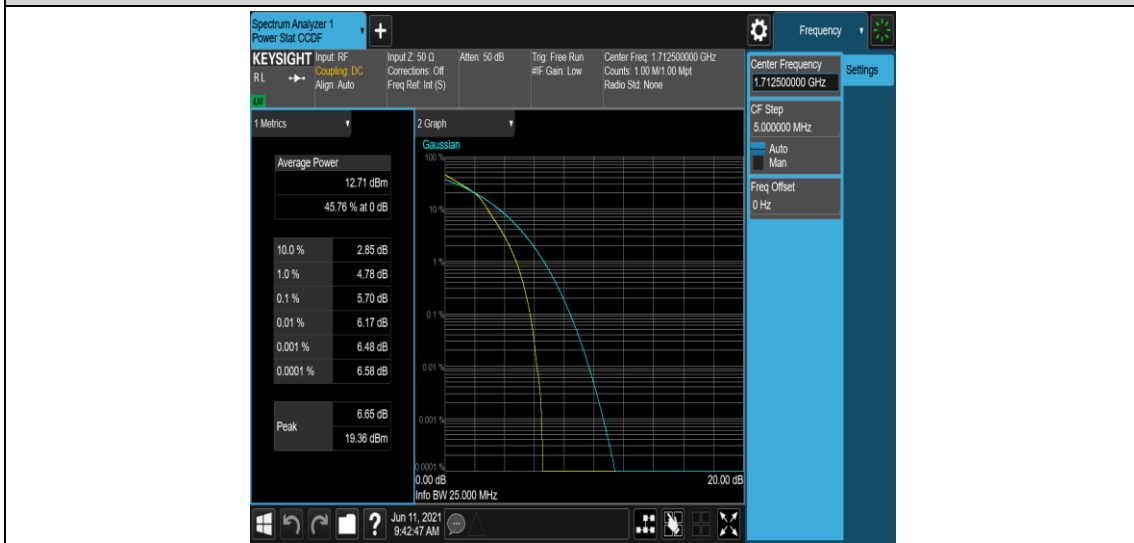 Spectrum Analyzer 1
Power Stat CCDF
+
Frequency
KEYSIGHT
RL
Input: RF
Coupling: DC
Align: Auto
Input Z: 50 Ω
Corrections: Off
Freq Ref: Int (S)
Atten: 50 dB
Trig: Free Run
#IF Gain: Low
Center Freq: 1.712500000 GHz
Counts: 1.00 M/1.00 Mpt
Radio Std: None
Center Frequency
1.712500000 GHz
Settings
CF Step
5.000000 MHz
Auto
Man
Freq Offset
0 Hz
1 Metrics
Average Power
12.71 dBm
45.76 % at 0 dB
10.0 % 2.85 dB
1.0 % 4.78 dB
0.1 % 5.70 dB
0.01 % 6.17 dB
0.001 % 6.48 dB
0.0001 % 6.58 dB
Peak
6.65 dB
19.36 dBm
2 Graph
Gaussian
100 %
10 %
1 %
0.1 %
0.01 %
0.001 %
0.0001 %
0.00 dB 20.00 dB
Info BW 25.000 MHz
?
Jun 11, 2021
9:42:47 AM